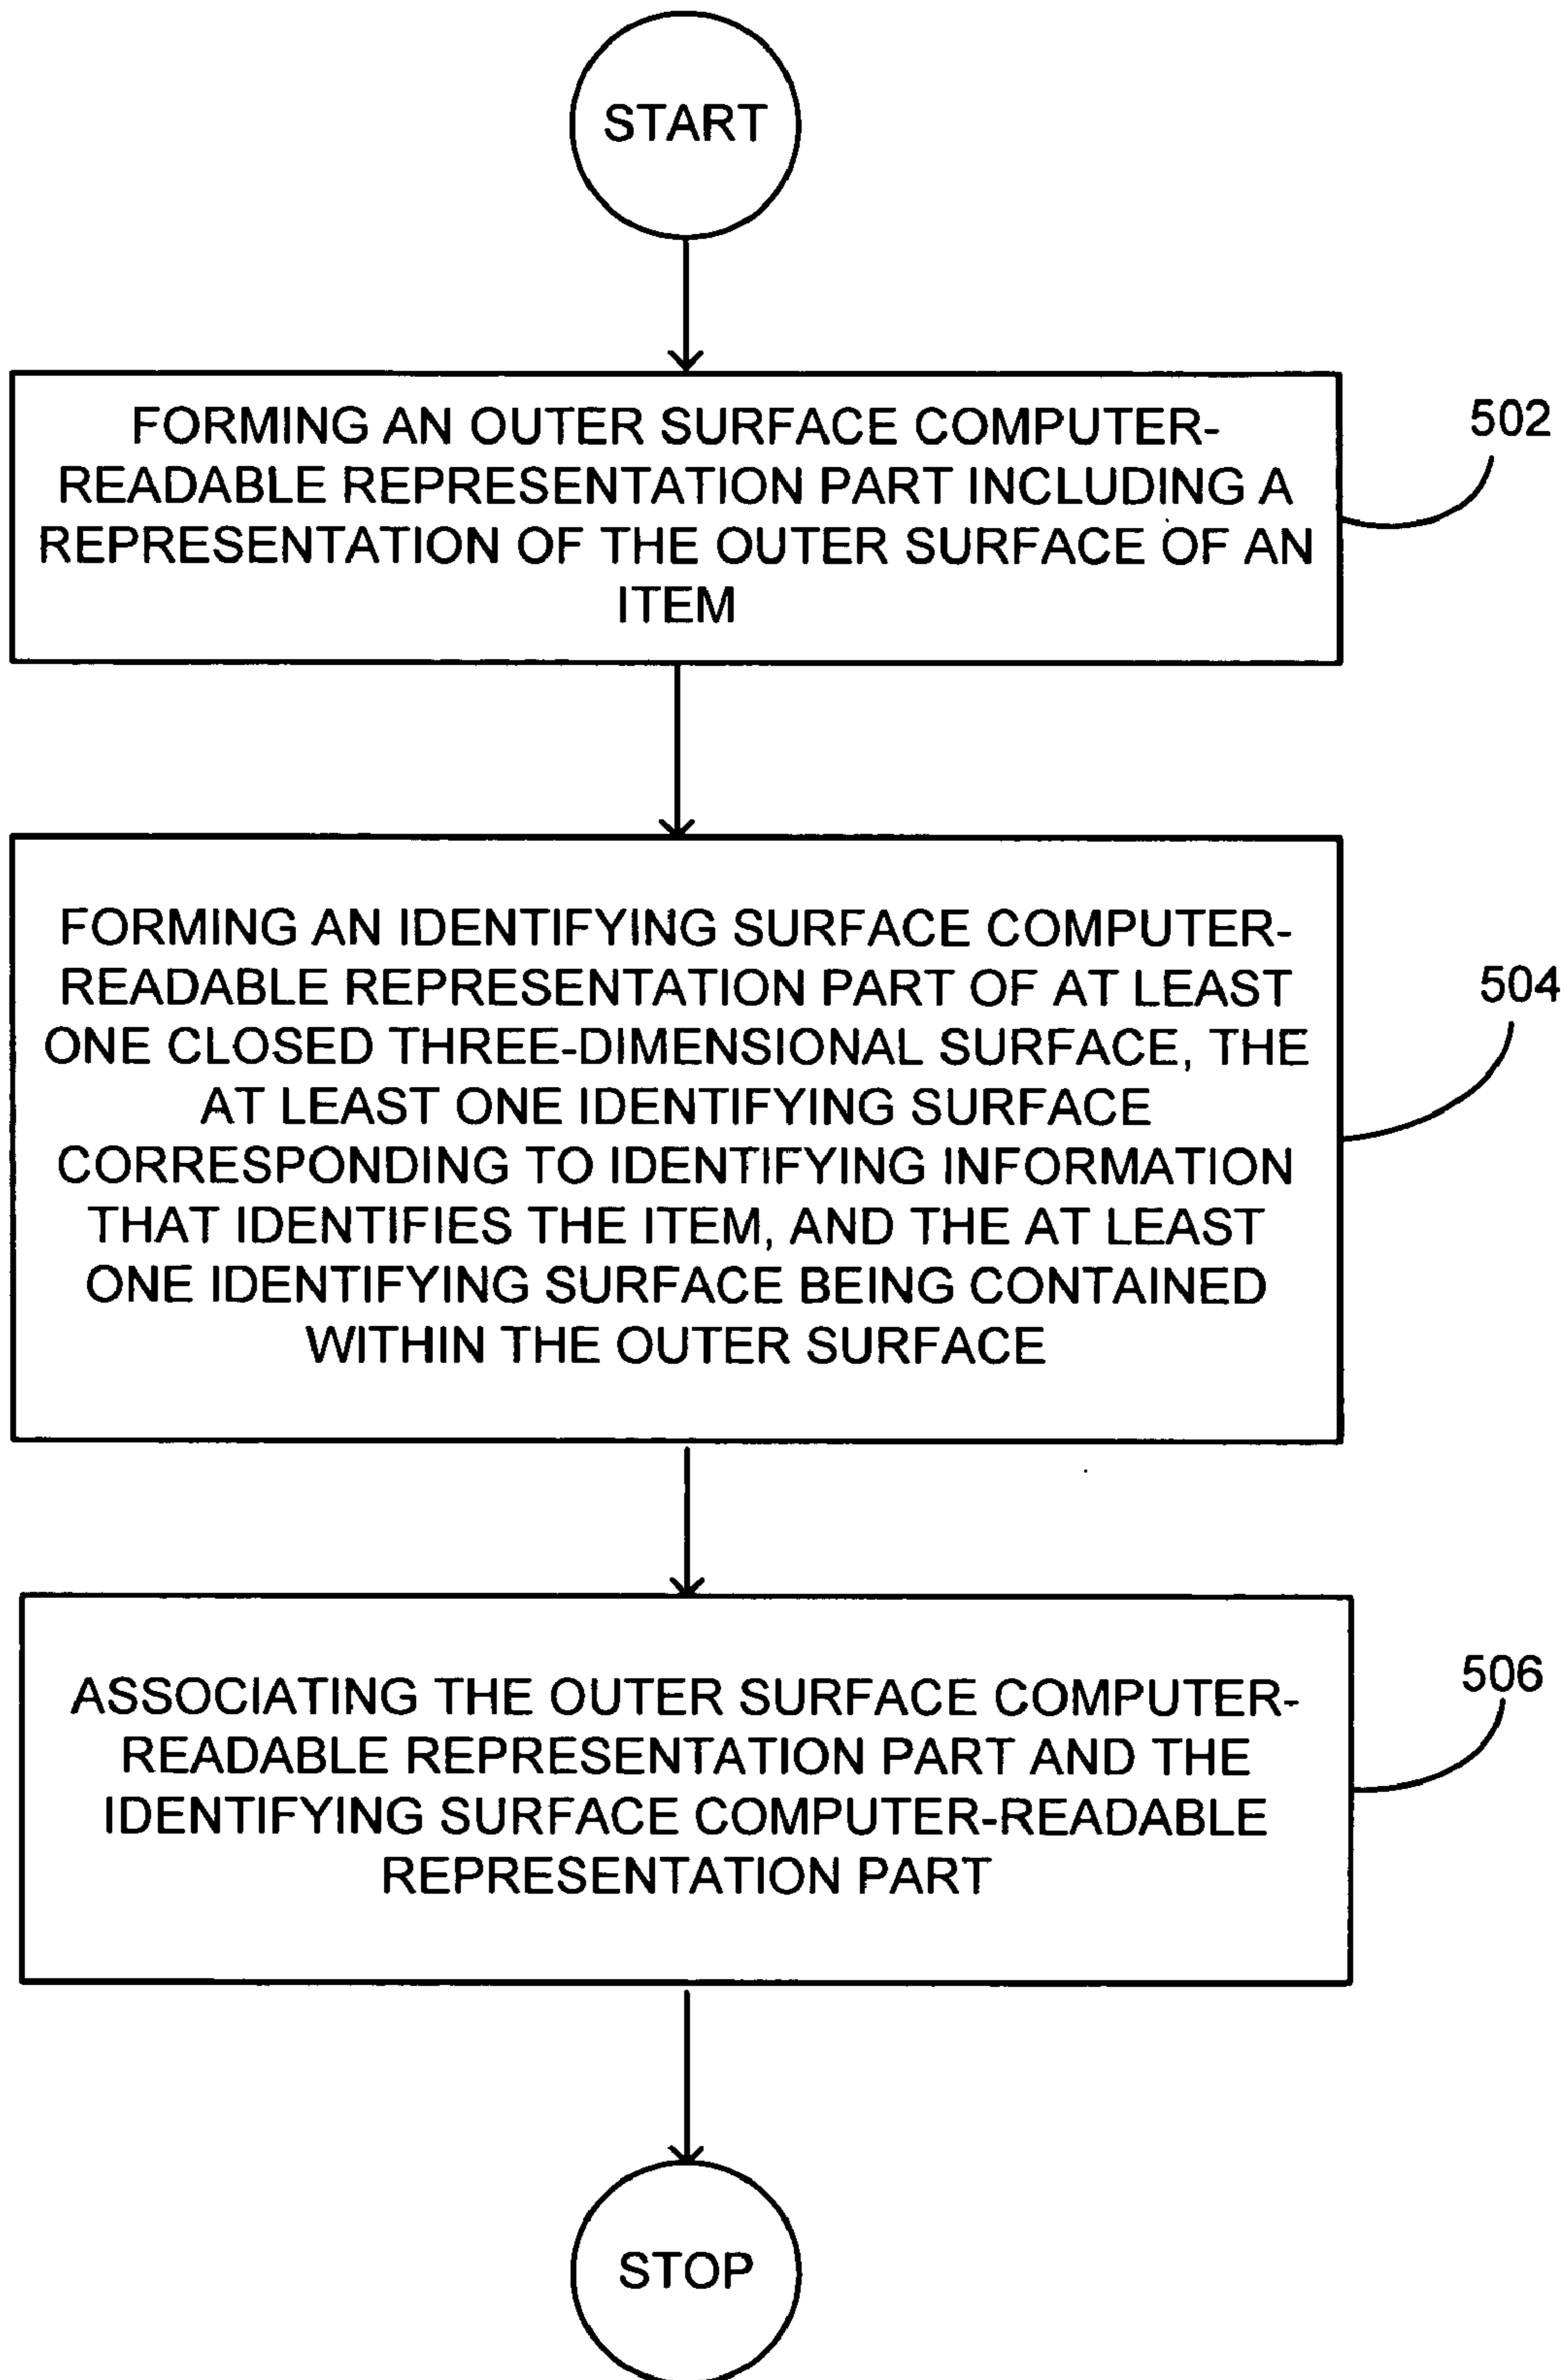 START
FORMING AN OUTER SURFACE COMPUTER-
READABLE REPRESENTATION PART INCLUDING A
REPRESENTATION OF THE OUTER SURFACE OF AN
ITEM
502
FORMING AN IDENTIFYING SURFACE COMPUTER-
READABLE REPRESENTATION PART OF AT LEAST
ONE CLOSED THREE-DIMENSIONAL SURFACE, THE
AT LEAST ONE IDENTIFYING SURFACE
CORRESPONDING TO IDENTIFYING INFORMATION
THAT IDENTIFIES THE ITEM, AND THE AT LEAST
ONE IDENTIFYING SURFACE BEING CONTAINED
WITHIN THE OUTER SURFACE
504
ASSOCIATING THE OUTER SURFACE COMPUTER-
READABLE REPRESENTATION PART AND THE
IDENTIFYING SURFACE COMPUTER-READABLE
REPRESENTATION PART
506
STOP